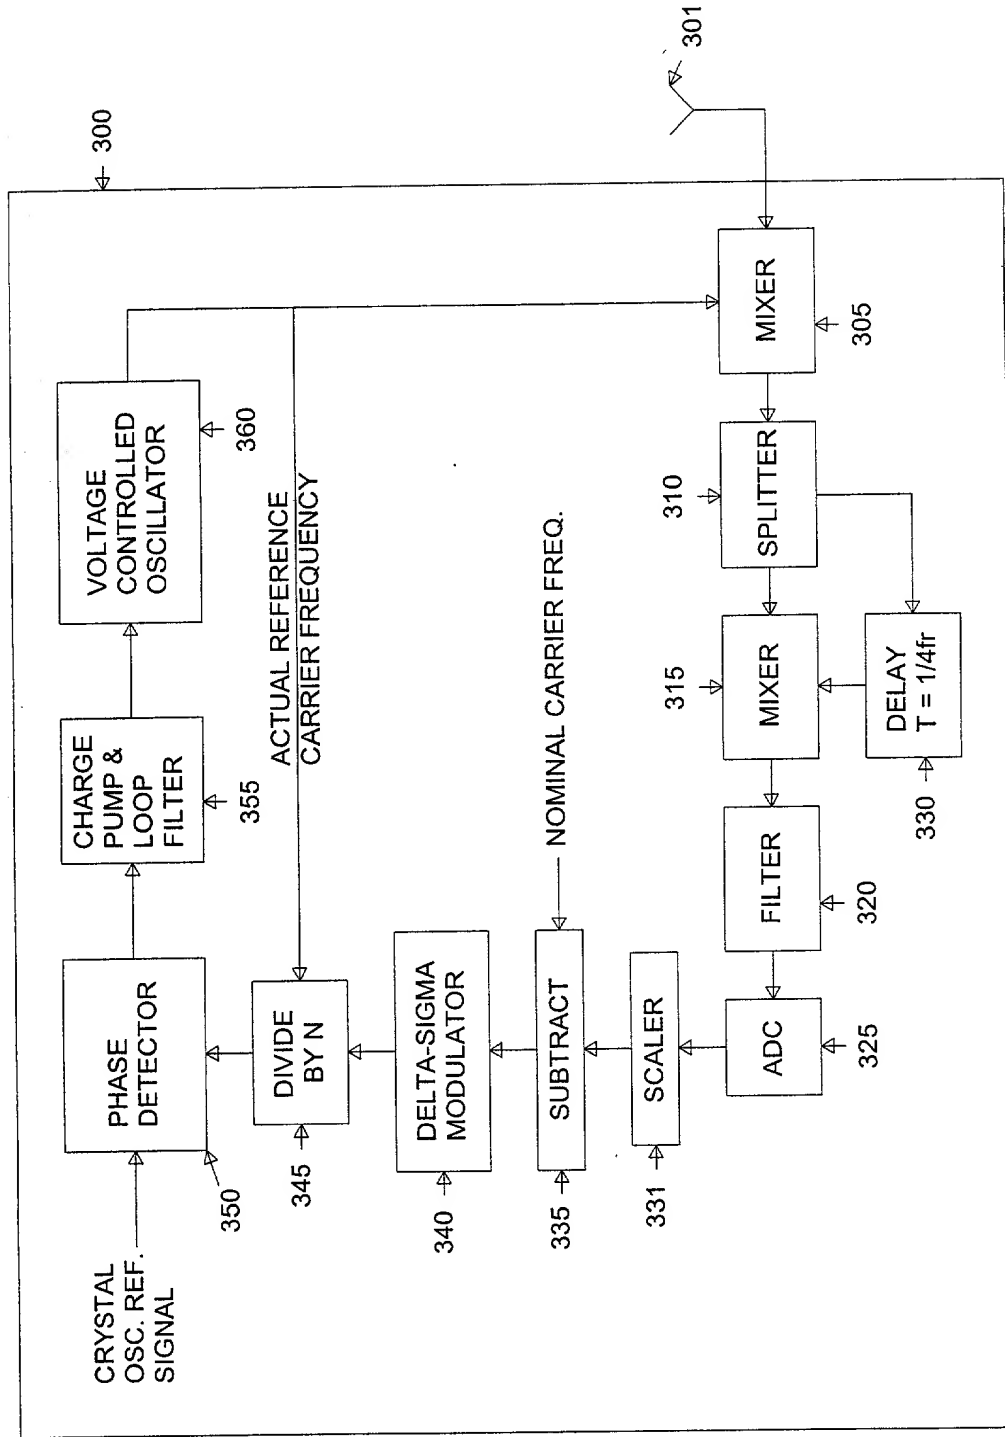 300
301
CRYSTAL
OSC. REF.
SIGNAL
PHASE
DETECTOR
350
CHARGE
PUMP &
LOOP
FILTER
355
VOLTAGE
CONTROLLED
OSCILLATOR
360
DIVIDE
BY N
345
ACTUAL REFERENCE
CARRIER FREQUENCY
DELTA-SIGMA
MODULATOR
340
SUBTRACT
335
NOMINAL CARRIER FREQ.
SCALER
331
ADC
325
FILTER
320
MIXER
315
SPLITTER
310
MIXER
305
DELAY
T = 1/4fr
330